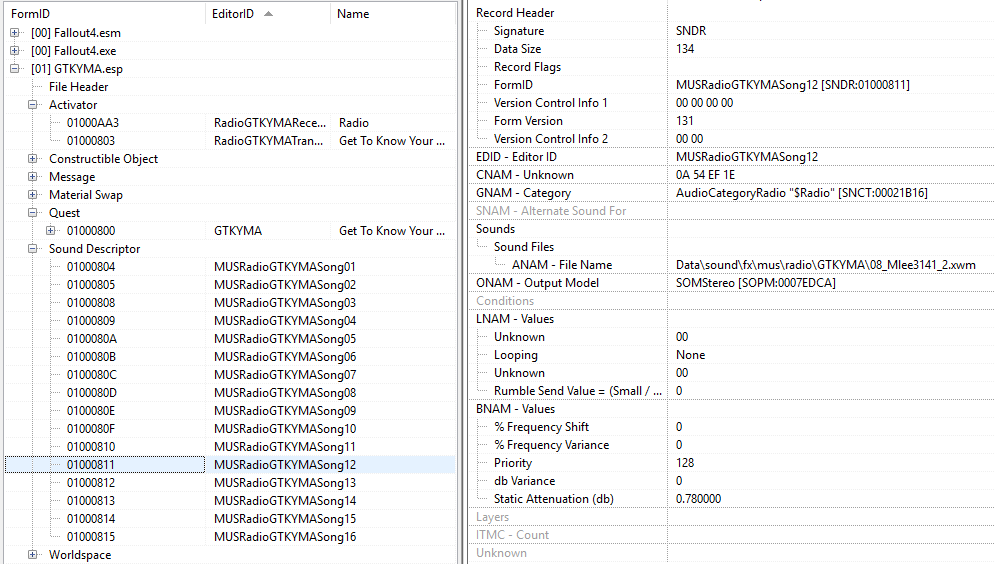 FormID EditorID Name
[00] Fallout4.esm
[00] Fallout4.exe
[01] GTKYMA.esp
File Header
Activator
01000AA3 RadioGTKYMARece... Radio
01000803 RadioGTKYMATran... Get To Know Your ...
Constructible Object
Message
Material Swap
Quest
01000800 GTKYMA Get To Know Your ...
Sound Descriptor
01000804 MUSRadioGTKYMASong01
01000805 MUSRadioGTKYMASong02
01000808 MUSRadioGTKYMASong03
01000809 MUSRadioGTKYMASong04
0100080A MUSRadioGTKYMASong05
0100080B MUSRadioGTKYMASong06
0100080C MUSRadioGTKYMASong07
0100080D MUSRadioGTKYMASong08
0100080E MUSRadioGTKYMASong09
0100080F MUSRadioGTKYMASong10
01000810 MUSRadioGTKYMASong11
01000811 MUSRadioGTKYMASong12
01000812 MUSRadioGTKYMASong13
01000813 MUSRadioGTKYMASong14
01000814 MUSRadioGTKYMASong15
01000815 MUSRadioGTKYMASong16
Worldspace
Record Header
Signature SNDR
Data Size 134
Record Flags
FormID MUSRadioGTKYMASong12 [SNDR:01000811]
Version Control Info 1 00 00 00 00
Form Version 131
Version Control Info 2 00 00
EDID - Editor ID MUSRadioGTKYMASong12
CNAM - Unknown 0A 54 EF 1E
GNAM - Category AudioCategoryRadio "$Radio" [SNCT:00021B16]
SNAM - Alternate Sound For
Sounds
Sound Files
ANAM - File Name Data\sound\fx\mus\radio\GTKYMA\08_Mlee3141_2.xwm
ONAM - Output Model SOMStereo [SOPM:0007EDCA]
Conditions
LNAM - Values
Unknown 00
Looping None
Unknown 00
Rumble Send Value = (Small / ... 0
BNAM - Values
% Frequency Shift 0
% Frequency Variance 0
Priority 128
db Variance 0
Static Attenuation (db) 0.780000
Layers
ITMC - Count
Unknown